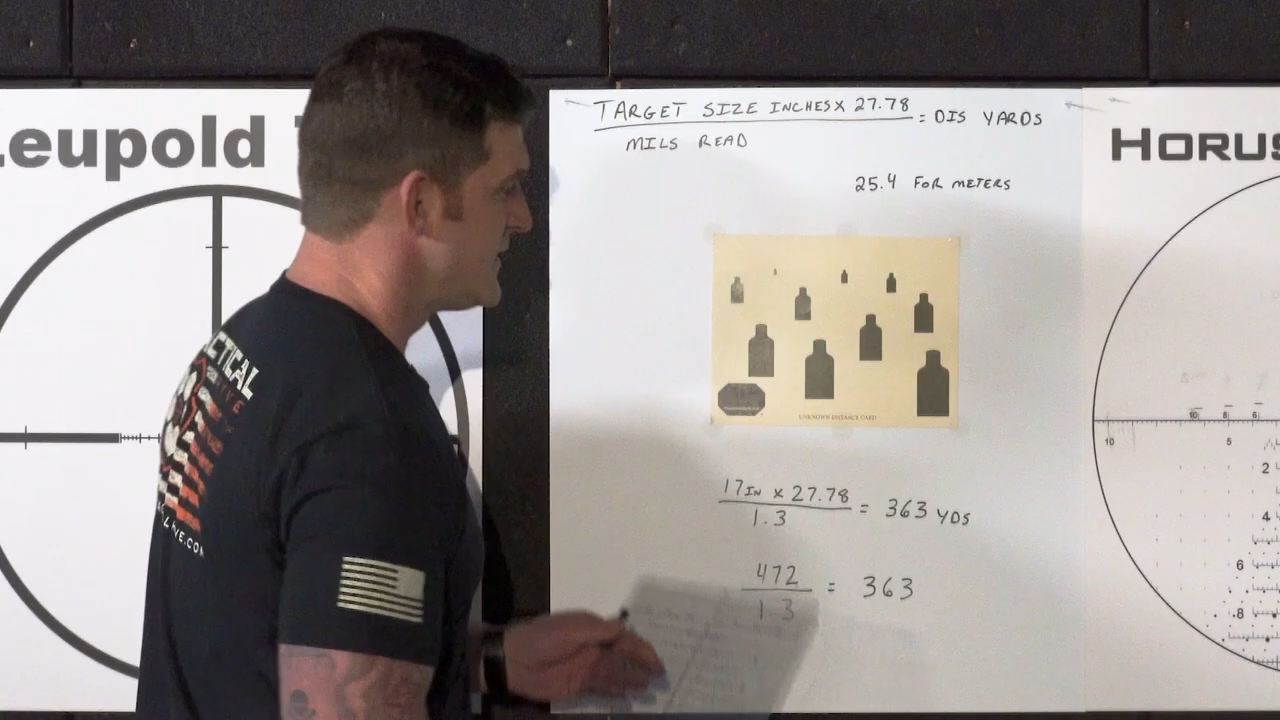 Leupold
TARGET SIZE INCHES X 27.78
MILS READ
= DIS YARDS
25.4 FOR METERS
UNKNOWN DISTANCE CARD
17IN X 27.78
1.3
= 363 YDS
472
1.3
= 363
HORUS
10 8 6
10 5
2
4
6
8
ACTICAL